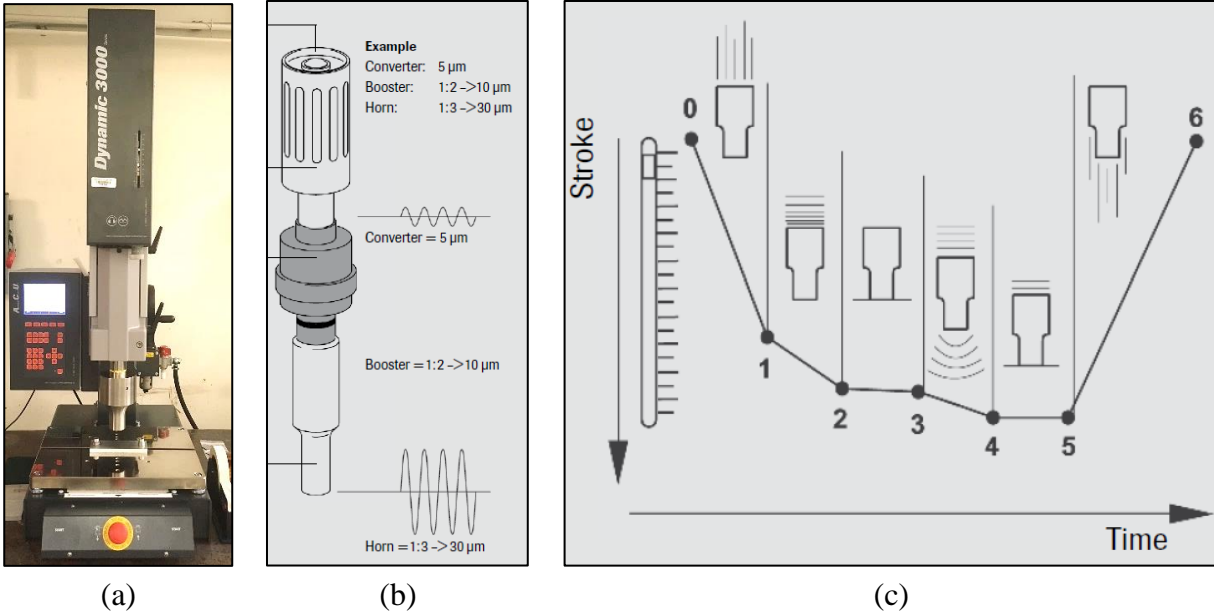 Dynamic 3000
A C U
Example
Converter: 5 µm
Booster: 1:2 –>10 µm
Horn: 1:3 –>30 µm
Converter = 5 µm
Booster = 1:2 –>10 µm
Horn = 1:3 –>30 µm
Stroke
0
1
2
3
4
5
6
Time
(a)
(b)
(c)